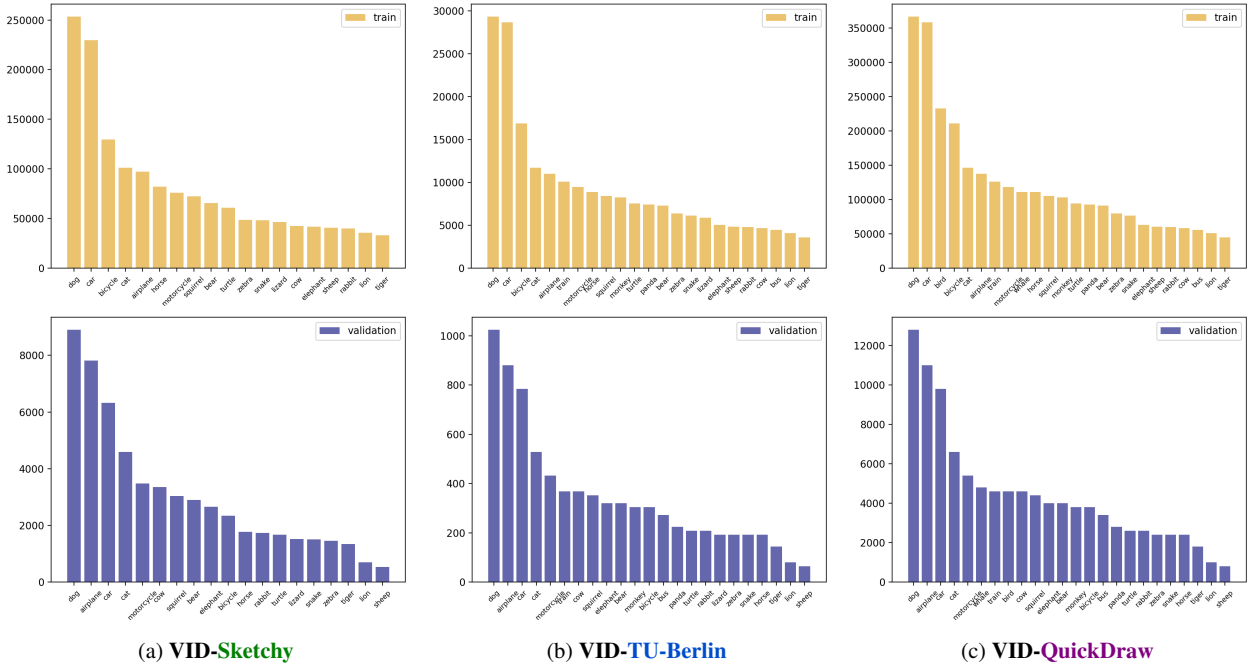 250000
200000
150000
100000
50000
0
train
dog car bicycle cat airplane horse motorcycle squirrel bear turtle zebra snake lizard cow elephant sheep rabbit lion tiger
30000
25000
20000
15000
10000
5000
0
train
dog car bicycle cat airplane train motorcycle horse squirrel monkey turtle panda bear zebra snake lizard elephant sheep rabbit cow bus lion tiger
350000
300000
250000
200000
150000
100000
50000
0
train
dog car bird bicycle cat airplane train motorcycle whale horse squirrel monkey turtle panda bear zebra snake elephant sheep rabbit cow bus lion tiger
8000
6000
4000
2000
0
validation
dog airplane car cat motorcycle cow squirrel bear elephant bicycle horse rabbit turtle lizard snake zebra tiger lion sheep
1000
800
600
400
200
0
validation
dog airplane car cat motorcycle train cow squirrel elephant bear monkey bicycle bus panda turtle rabbit lizard zebra snake horse tiger lion sheep
12000
10000
8000
6000
4000
2000
0
validation
dog airplane car cat motorcycle whale train bird cow squirrel elephant bear monkey bicycle bus panda turtle rabbit zebra snake horse tiger lion sheep
(a) VID-Sketchy
(b) VID-TU-Berlin
(c) VID-QuickDraw